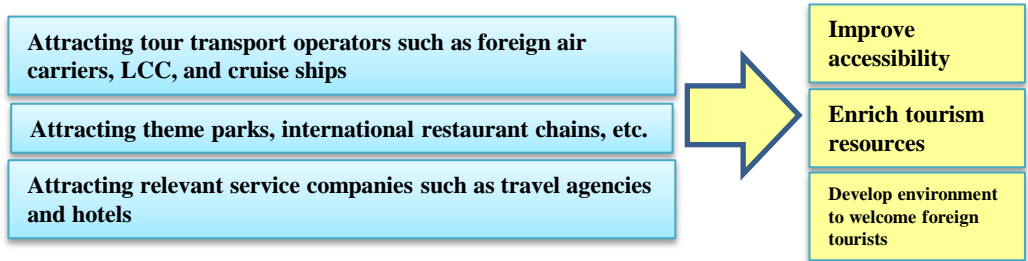 Attracting tour transport operators such as foreign air
carriers, LCC, and cruise ships
Attracting theme parks, international restaurant chains, etc.
Attracting relevant service companies such as travel agencies
and hotels
Improve
accessibility
Enrich tourism
resources
Develop environment
to welcome foreign
tourists